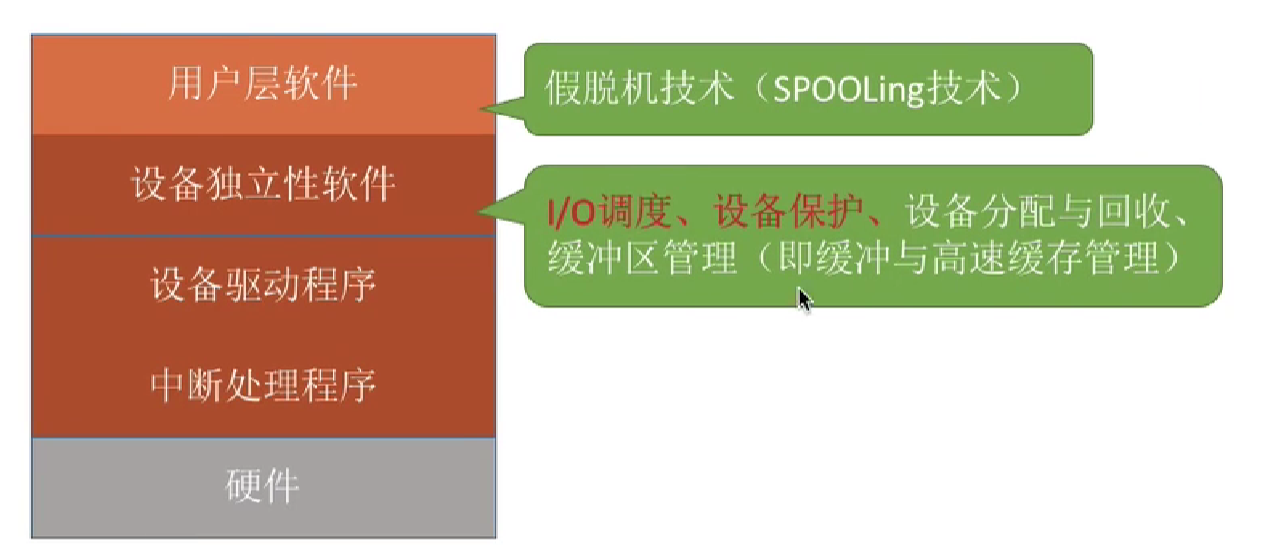 用户层软件
假脱机技术（SPOOLing技术）
设备独立性软件
I/O调度、设备保护、设备分配与回收、
缓冲区管理（即缓冲与高速缓存管理）
设备驱动程序
中断处理程序
硬件